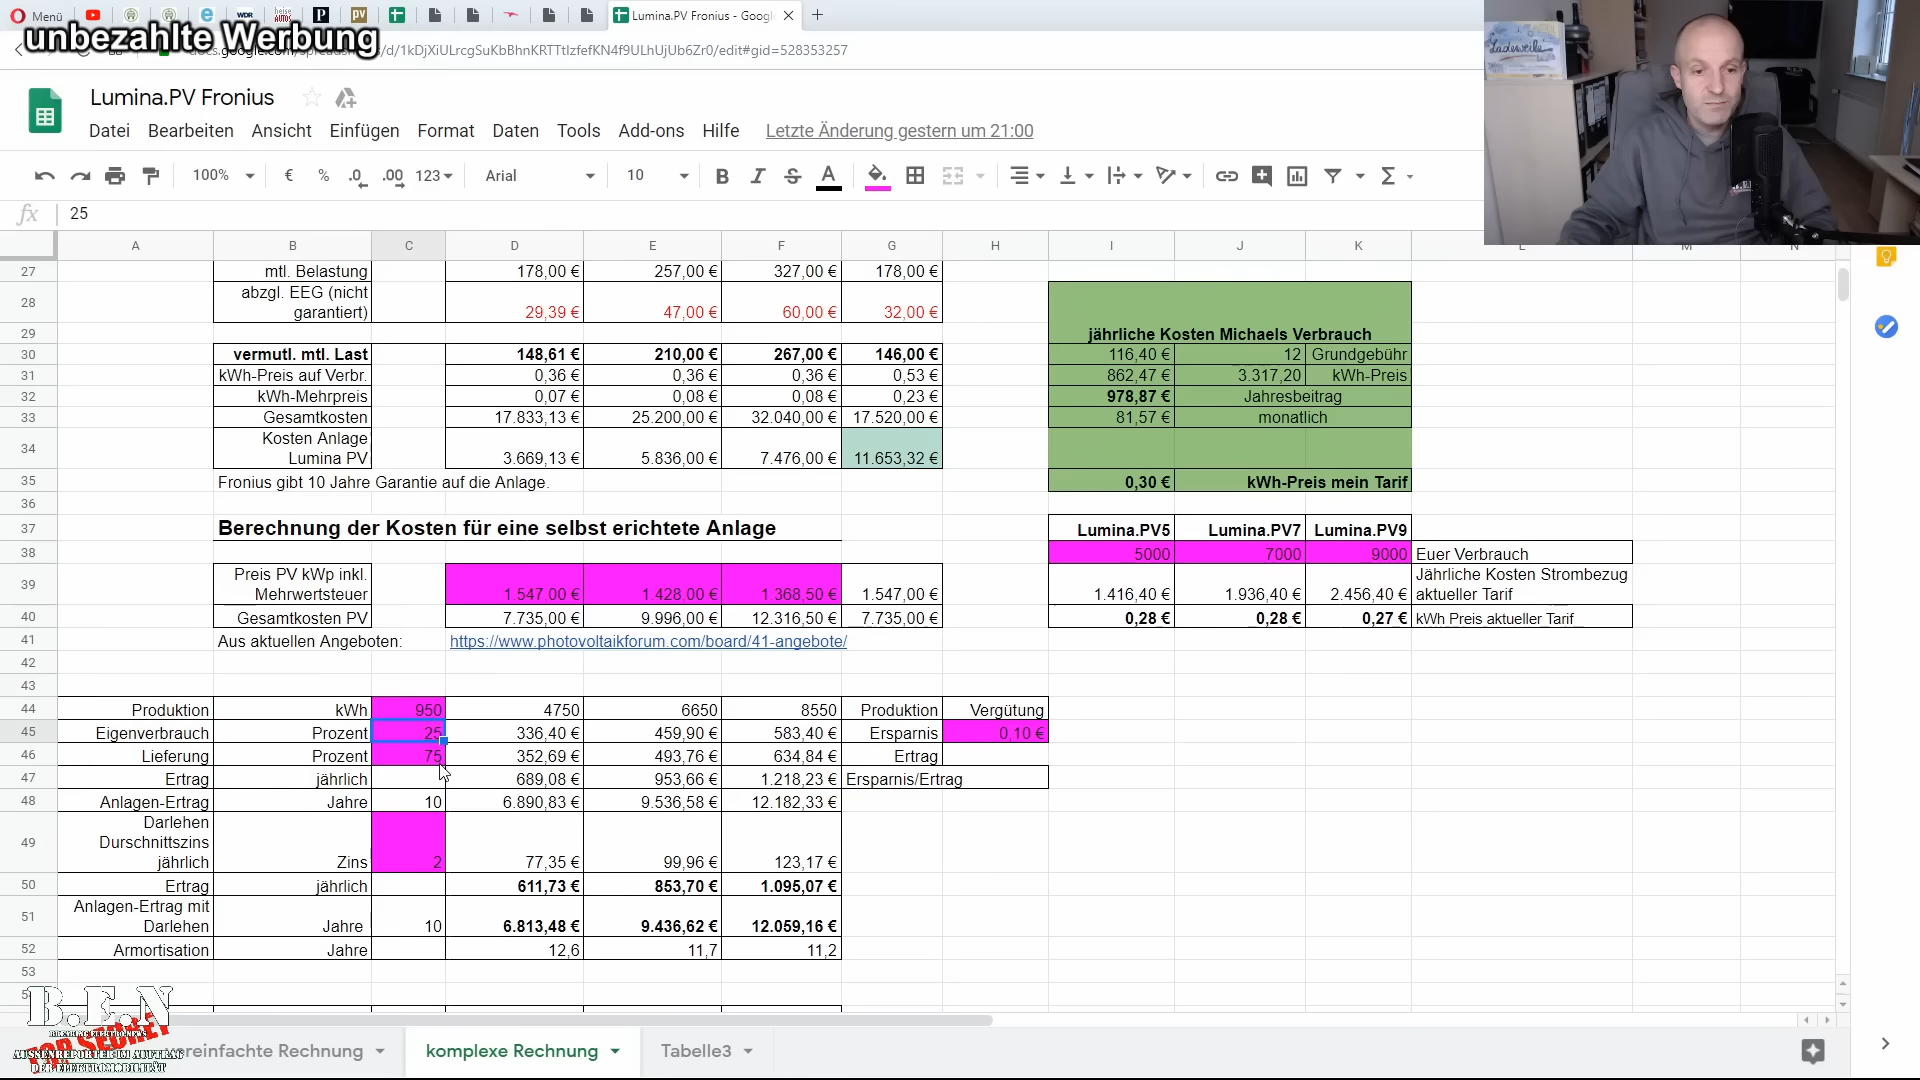 Menü
Lumina.PV Fronius - Googl
unbezahlte Werbung
Lumina.PV Fronius
Datei Bearbeiten Ansicht Einfügen Format Daten Tools Add-ons Hilfe Letzte Änderung gestern um 21:00
100% € % .0 .00 123 Arial 10 B I S A
fx 25
A B C D E F G H I J K L M N
27 mtl. Belastung 178,00 € 257,00 € 327,00 € 178,00 €
28 abzgl. EEG (nicht
garantiert) 29,39 € 47,00 € 60,00 € 32,00 €
29 jährliche Kosten Michaels Verbrauch
30 vermutl. mtl. Last 148,61 € 210,00 € 267,00 € 146,00 € 116,40 € 12 Grundgebühr
31 kWh-Preis auf Verbr. 0,36 € 0,36 € 0,36 € 0,53 € 862,47 € 3.317,20 kWh-Preis
32 kWh-Mehrpreis 0,07 € 0,08 € 0,08 € 0,23 € 978,87 € Jahresbeitrag
33 Gesamtkosten 17.833,13 € 25.200,00 € 32.040,00 € 17.520,00 € 81,57 € monatlich
34 Kosten Anlage
Lumina PV 3.669,13 € 5.836,00 € 7.476,00 € 11.653,32 €
35 Fronius gibt 10 Jahre Garantie auf die Anlage. 0,30 € kWh-Preis mein Tarif
36
37 Berechnung der Kosten für eine selbst erichtete Anlage Lumina.PV5 Lumina.PV7 Lumina.PV9
38 5000 7000 9000 Euer Verbrauch
39 Preis PV kWp inkl. Jährliche Kosten Strombezug
Mehrwertsteuer 1.547,00 € 1.428,00 € 1.368,50 € 1.547,00 € 1.416,40 € 1.936,40 € 2.456,40 € aktueller Tarif
40 Gesamtkosten PV 7.735,00 € 9.996,00 € 12.316,50 € 7.735,00 € 0,28 € 0,28 € 0,27 € kWh Preis aktueller Tarif
41 Aus aktuellen Angeboten: https://www.photovoltaikforum.com/board/41-angebote/
42
43
44 Produktion kWh 950 4750 6650 8550 Produktion Vergütung
45 Eigenverbrauch Prozent 25 336,40 € 459,90 € 583,40 € Ersparnis 0,10 €
46 Lieferung Prozent 75 352,69 € 493,76 € 634,84 € Ertrag
47 Ertrag jährlich 689,08 € 953,66 € 1.218,23 € Ersparnis/Ertrag
48 Anlagen-Ertrag Jahre 10 6.890,83 € 9.536,58 € 12.182,33 €
49 Darlehen
Durschnittszins
jährlich Zins 2 77,35 € 99,96 € 123,17 €
50 Ertrag jährlich 611,73 € 853,70 € 1.095,07 €
51 Anlagen-Ertrag mit
Darlehen Jahre 10 6.813,48 € 9.436,62 € 12.059,16 €
52 Armortisation Jahre 12,6 11,7 11,2
53
B.E.N
TOP SECRET
AUSSENREPORTER IM AUFTRAG
DER ELEKTROMOBILITÄT
ereinfachte Rechnung komplexe Rechnung Tabelle3